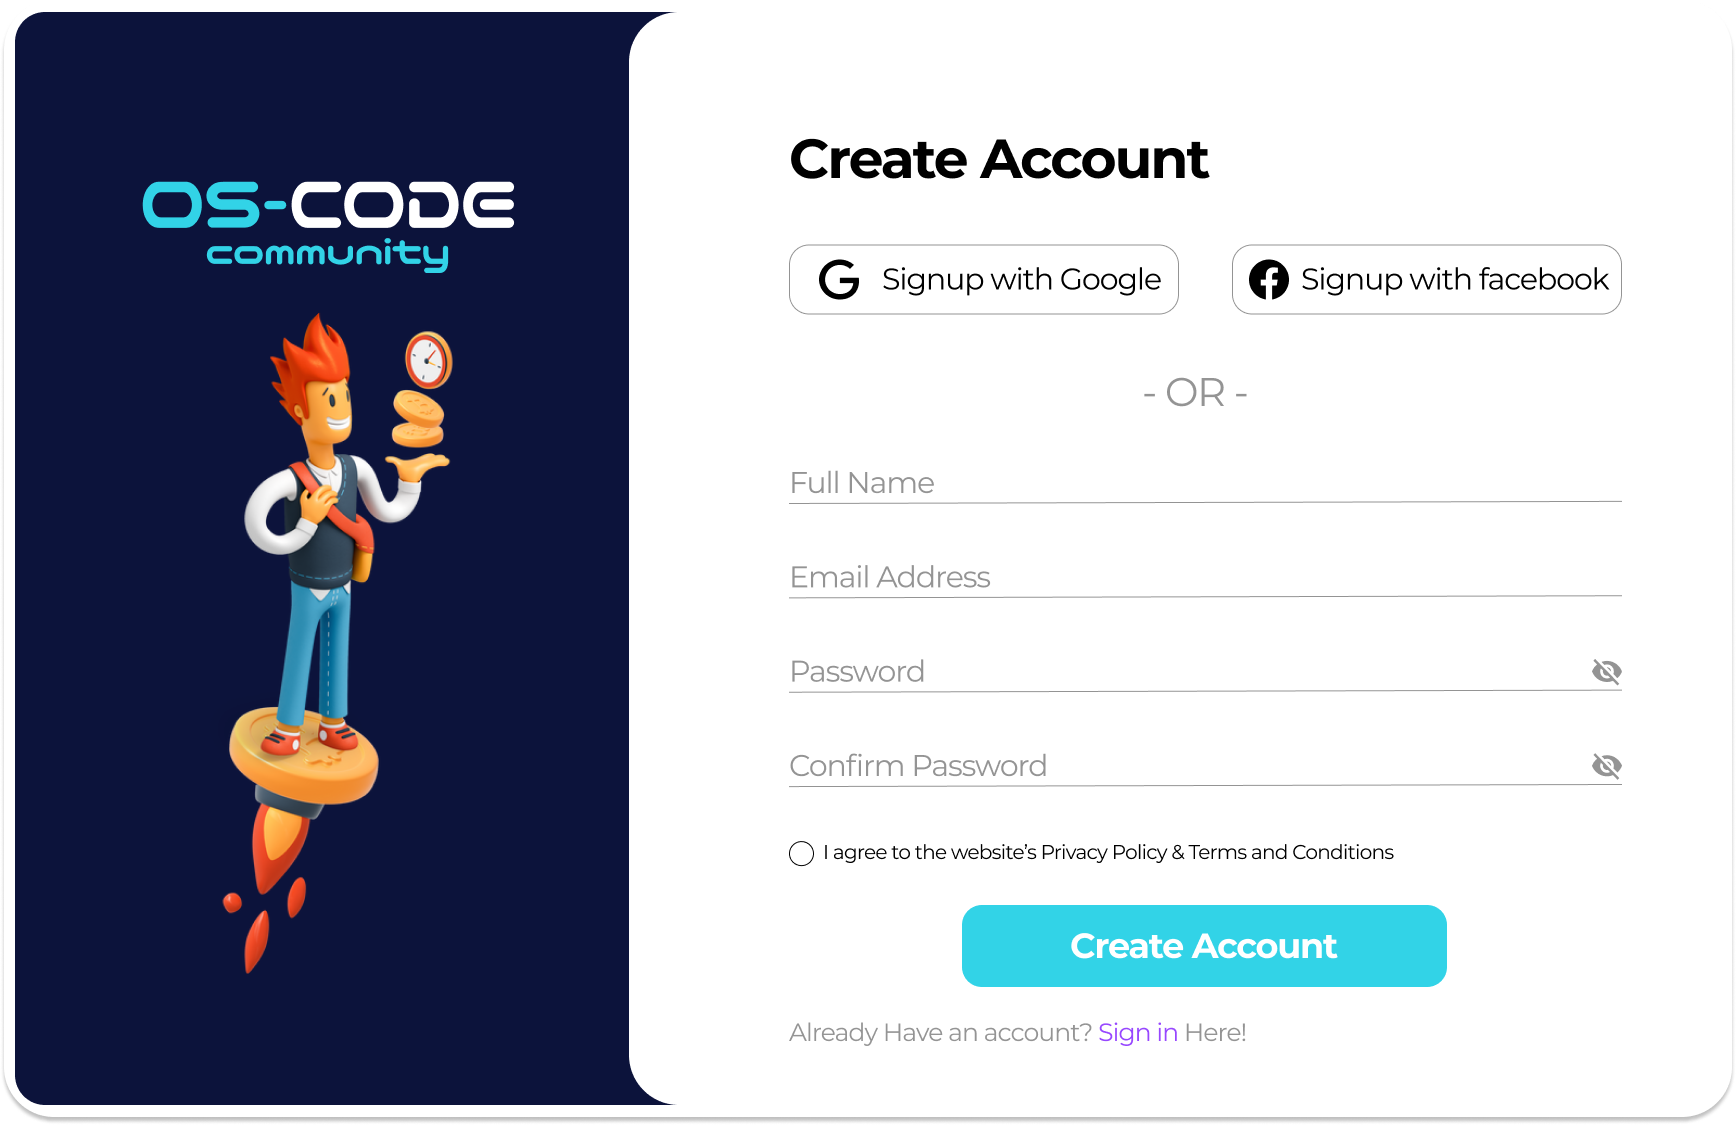 OS-CODE
community
Create Account
Signup with Google
Signup with facebook
- OR -
Full Name
Email Address
Password
Confirm Password
I agree to the website’s Privacy Policy & Terms and Conditions
Create Account
Already Have an account? Sign in Here!